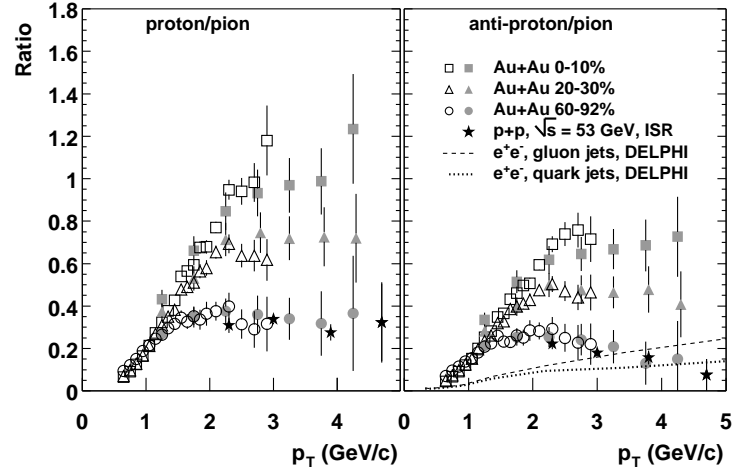 proton/pion
anti-proton/pion
Ratio
1.8
1.6
1.4
1.2
1
0.8
0.6
0.4
0.2
0
Au+Au 0-10%
Au+Au 20-30%
Au+Au 60-92%
p+p, √s = 53 GeV, ISR
e⁺e⁻, gluon jets, DELPHI
e⁺e⁻, quark jets, DELPHI
0 1 2 3 4 0 1 2 3 4 5
p_T (GeV/c) p_T (GeV/c)